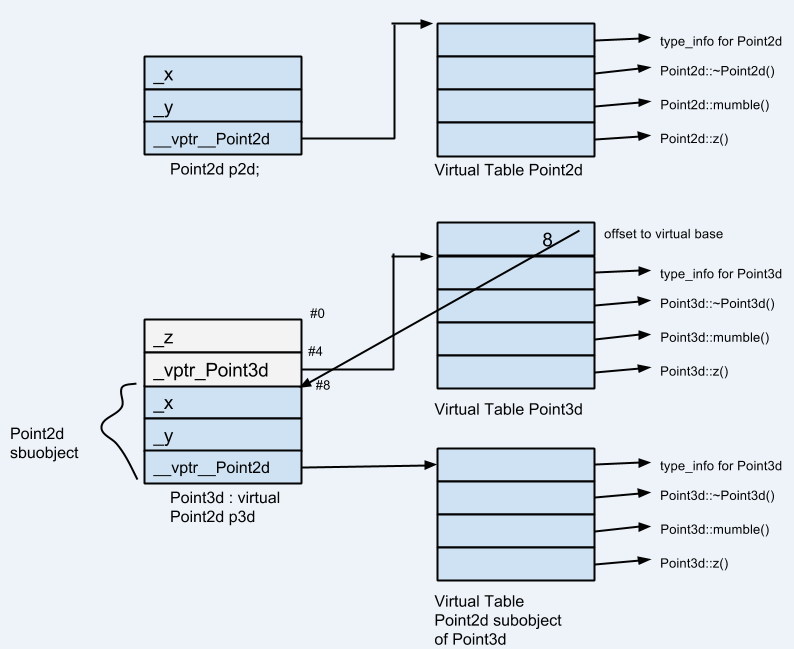 _x
_y
__vptr__Point2d
Point2d p2d;
type_info for Point2d
Point2d::~Point2d()
Point2d::mumble()
Point2d::z()
Virtual Table Point2d
#0
_z
#4
_vptr_Point3d
#8
_x
_y
__vptr__Point2d
Point2d
sbuobject
Point3d : virtual
Point2d p3d
8
offset to virtual base
type_info for Point3d
Point3d::~Point3d()
Point3d::mumble()
Point3d::z()
Virtual Table Point3d
type_info for Point3d
Point3d::~Point3d()
Point3d::mumble()
Point3d::z()
Virtual Table
Point2d subobject
of Point3d